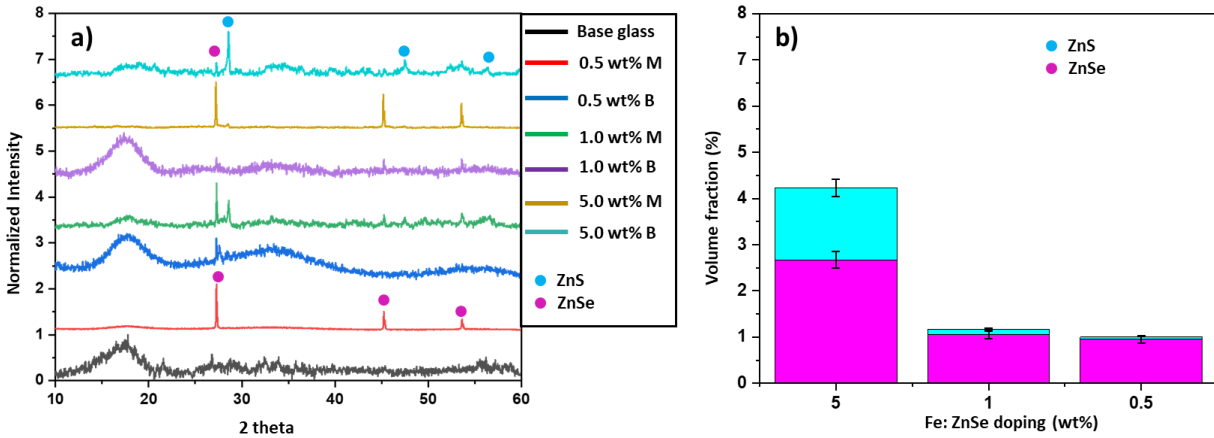 a)
Normalized Intensity
8
7
6
5
4
3
2
1
0
10 20 30 40 50 60
2 theta
Base glass
0.5 wt% M
0.5 wt% B
1.0 wt% M
1.0 wt% B
5.0 wt% M
5.0 wt% B
ZnS
ZnSe
b)
ZnS
ZnSe
Volume fraction (%)
8
7
6
5
4
3
2
1
0
5 1 0.5
Fe: ZnSe doping (wt%)